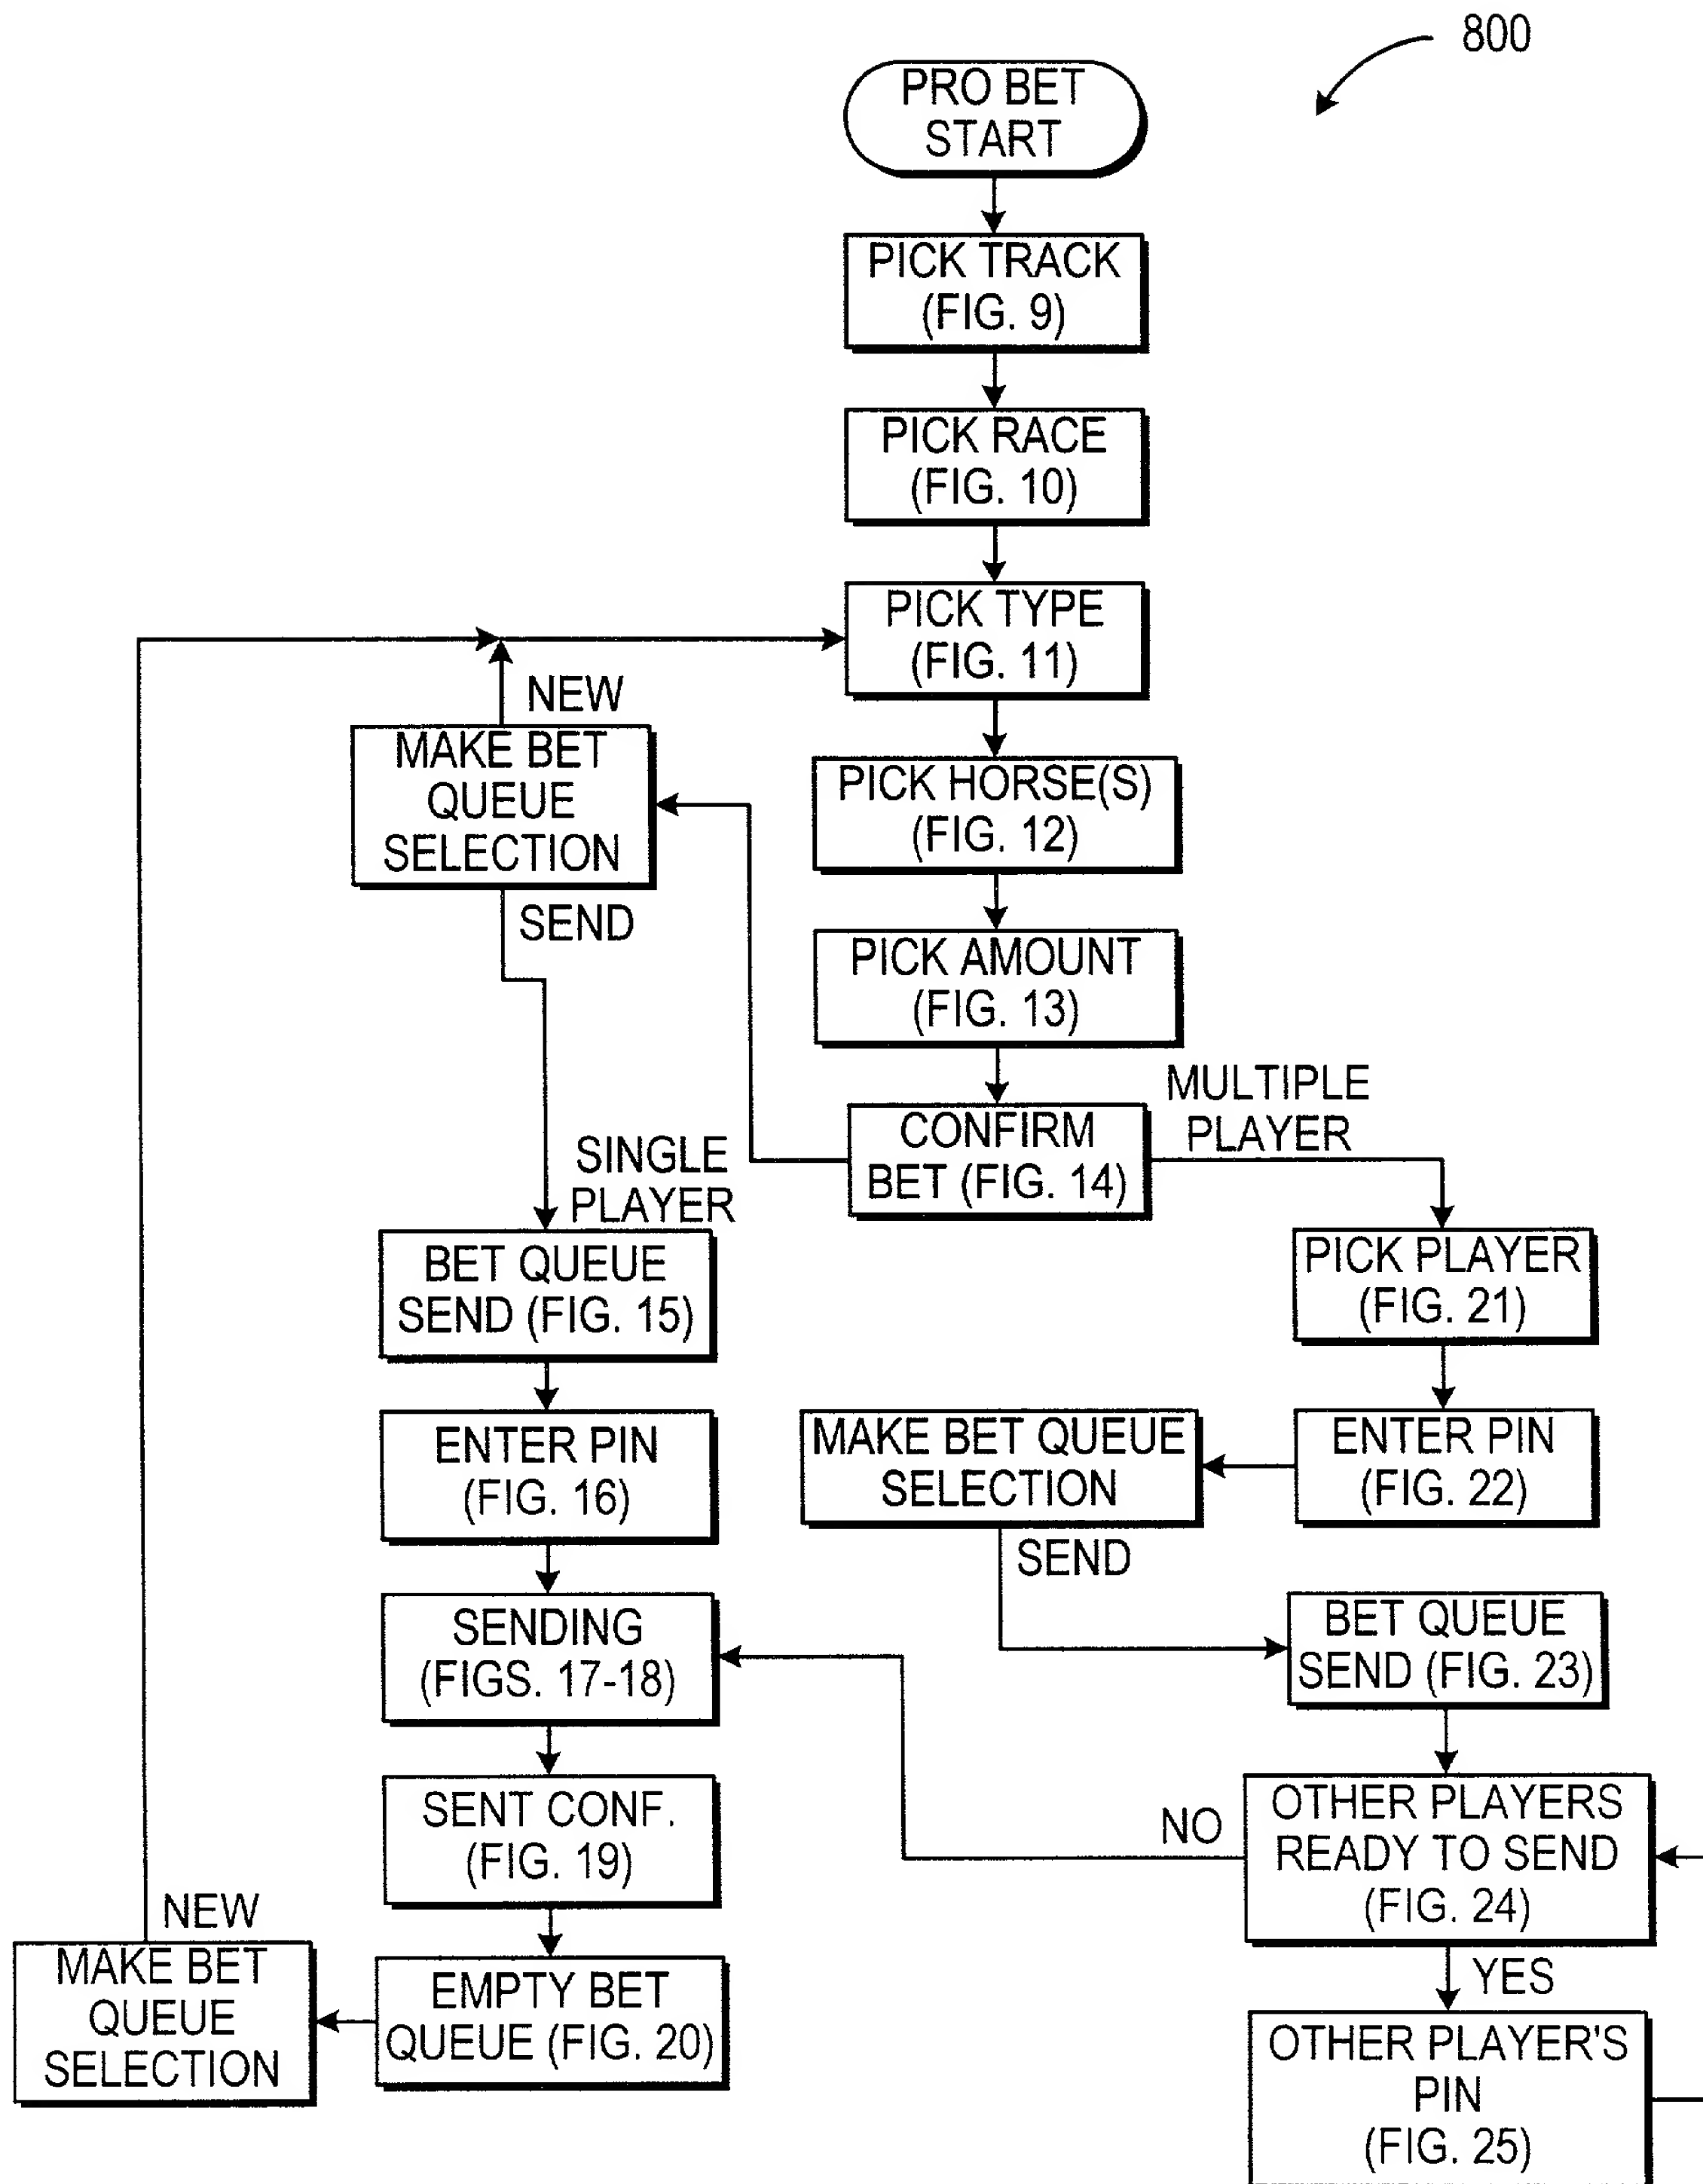 800
PRO BET
START
PICK TRACK
(FIG. 9)
PICK RACE
(FIG. 10)
PICK TYPE
(FIG. 11)
NEW
MAKE BET
QUEUE
SELECTION
SEND
PICK HORSE(S)
(FIG. 12)
PICK AMOUNT
(FIG. 13)
CONFIRM
BET (FIG. 14)
MULTIPLE
PLAYER
SINGLE
PLAYER
BET QUEUE
SEND (FIG. 15)
PICK PLAYER
(FIG. 21)
ENTER PIN
(FIG. 16)
MAKE BET QUEUE
SELECTION
ENTER PIN
(FIG. 22)
SEND
SENDING
(FIGS. 17-18)
BET QUEUE
SEND (FIG. 23)
SENT CONF.
(FIG. 19)
NO
OTHER PLAYERS
READY TO SEND
(FIG. 24)
NEW
MAKE BET
QUEUE
SELECTION
EMPTY BET
QUEUE (FIG. 20)
YES
OTHER PLAYER'S
PIN
(FIG. 25)